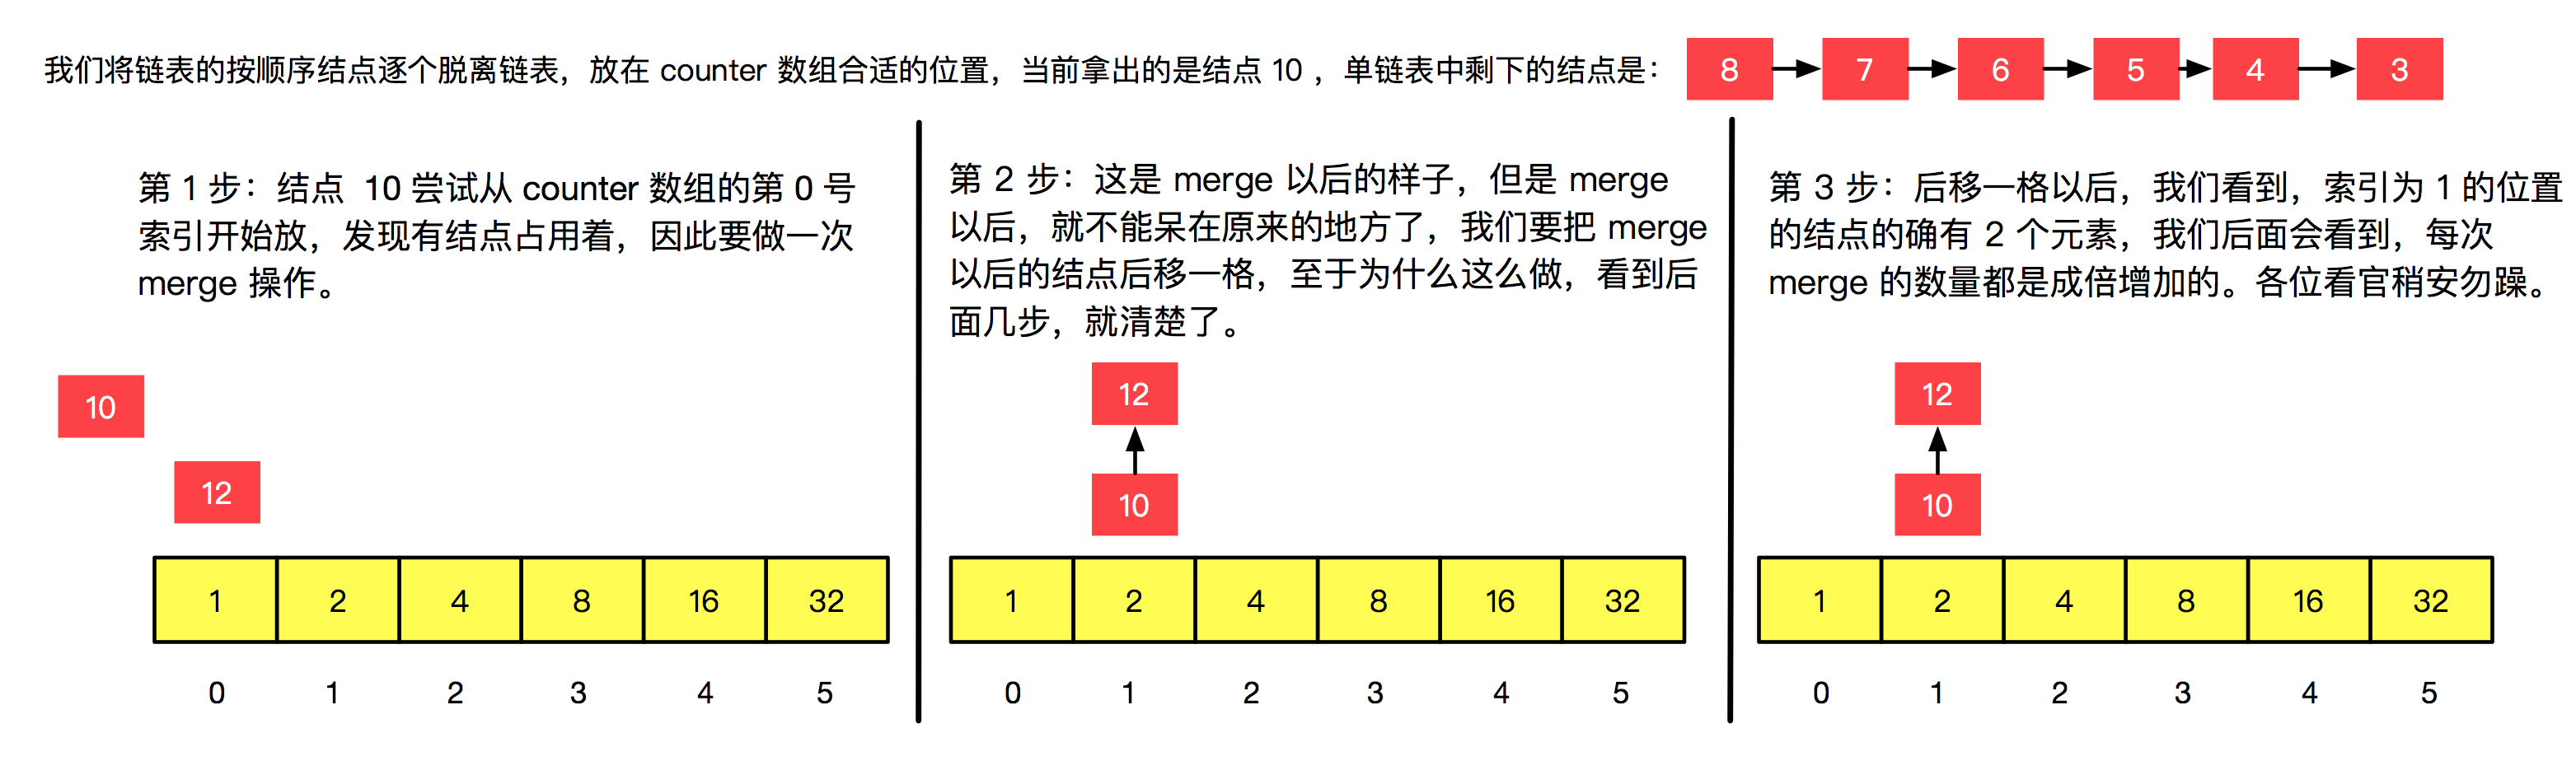 我们将链表的按顺序结点逐个脱离链表，放在 counter 数组合适的位置，当前拿出的是结点 10 ，单链表中剩下的结点是： 8 7 6 5 4 3
第 1 步：结点 10 尝试从 counter 数组的第 0 号
索引开始放，发现有结点占用着，因此要做一次
merge 操作。
10
12
1 2 4 8 16 32
0 1 2 3 4 5
第 2 步：这是 merge 以后的样子，但是 merge
以后，就不能呆在原来的地方了，我们要把 merge
以后的结点后移一格，至于为什么这么做，看到后
面几步，就清楚了。
12
10
1 2 4 8 16 32
0 1 2 3 4 5
第 3 步：后移一格以后，我们看到，索引为 1 的位置
的结点的确有 2 个元素，我们后面会看到，每次
merge 的数量都是成倍增加的。各位看官稍安勿躁。
12
10
1 2 4 8 16 32
0 1 2 3 4 5